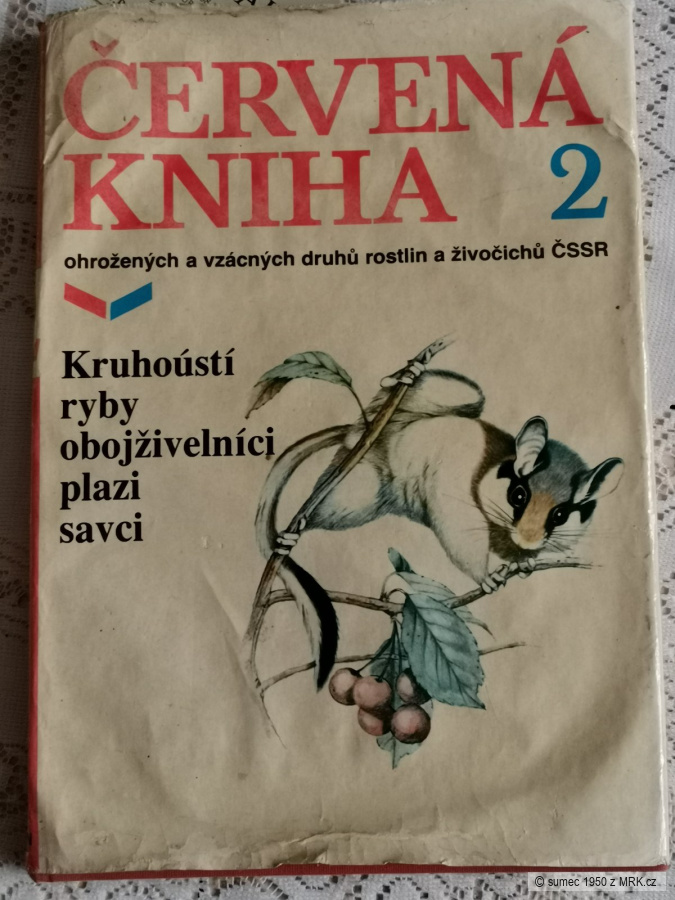 ČERVENÁ
KNIHA 2
ohrožených a vzácných druhů rostlin a živočichů ČSSR
Kruhoústí
ryby
obojživelníci
plazi
savci
© sumec 1950 z MRK.cz